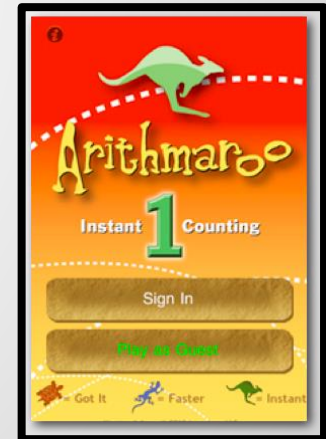 Arithmaroo
Instant 1 Counting
Sign In
Play as Guest
= Got It = Faster = Instant